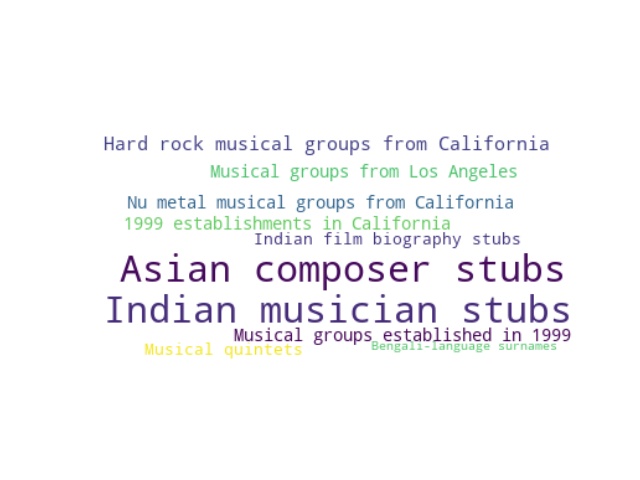 Hard rock musical groups from California
Musical groups from Los Angeles
Nu metal musical groups from California
1999 establishments in California
Indian film biography stubs
Asian composer stubs
Indian musician stubs
Musical groups established in 1999
Musical quintets
Bengali-language surnames